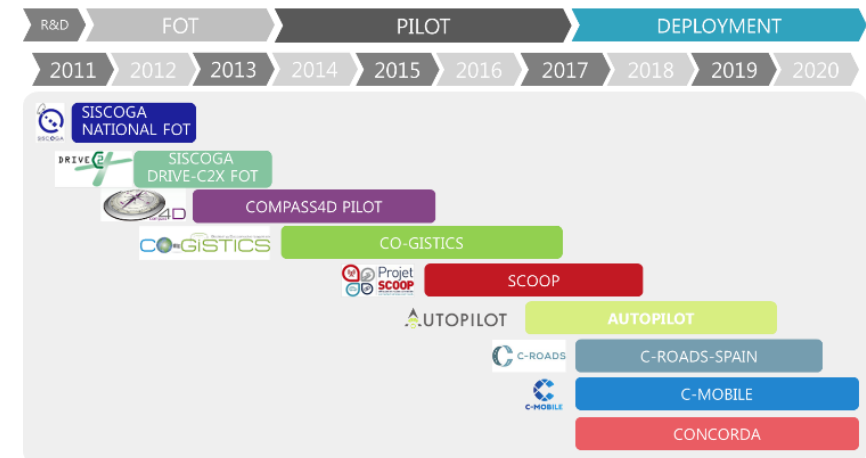 R&D
FOT
PILOT
DEPLOYMENT
2011
2012
2013
2014
2015
2016
2017
2018
2019
2020
SISCOGA
SISCOGA
NATIONAL FOT
DRIVE C2X
SISCOGA
DRIVE-C2X FOT
4D
COMPASS4D PILOT
CO-GISTICS
CO-GISTICS
Projet
SCOOP
SCOOP
AUTOPILOT
AUTOPILOT
C-ROADS
C-ROADS-SPAIN
C-MOBILE
C-MOBILE
CONCORDA